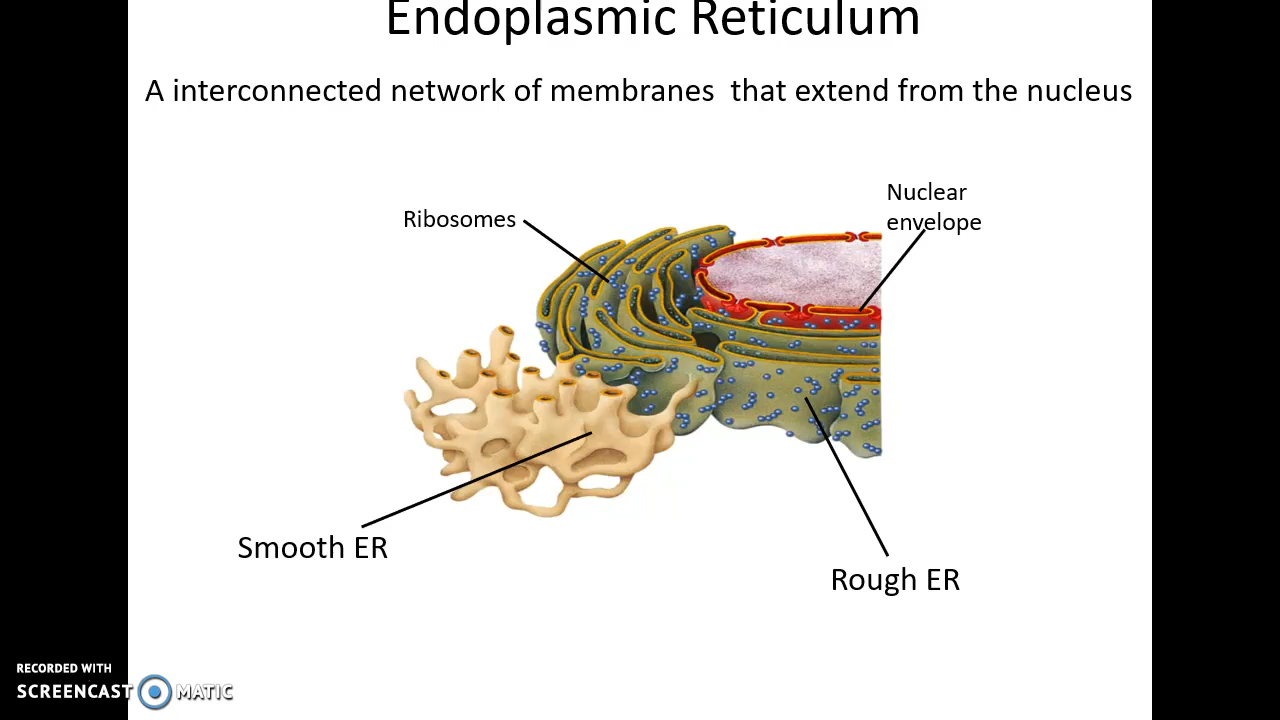 Endoplasmic Reticulum
A interconnected network of membranes  that extend from the nucleus
Nuclear
envelope
Ribosomes
Smooth ER
Rough ER
RECORDED WITH
SCREENCAST MATIC